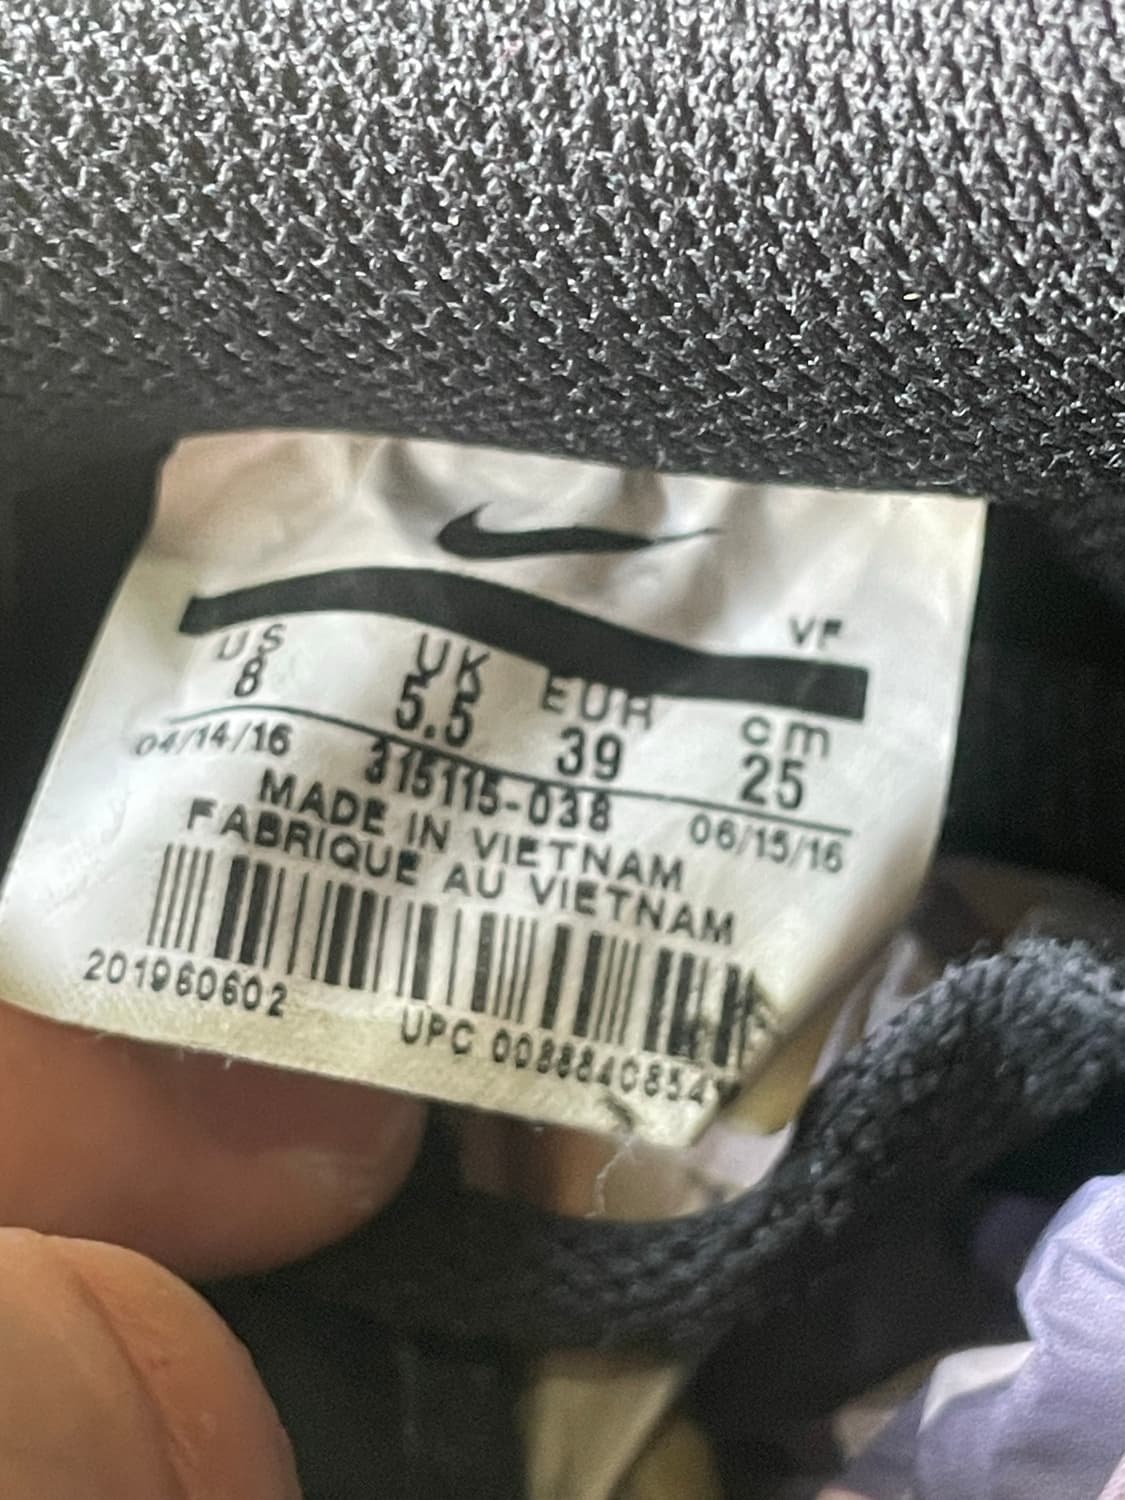 VF
US UK EUR cm
8 5.5 39 25
04/14/16 315115-038 06/15/16
MADE IN VIETNAM
FABRIQUE AU VIETNAM
201960602
UPC